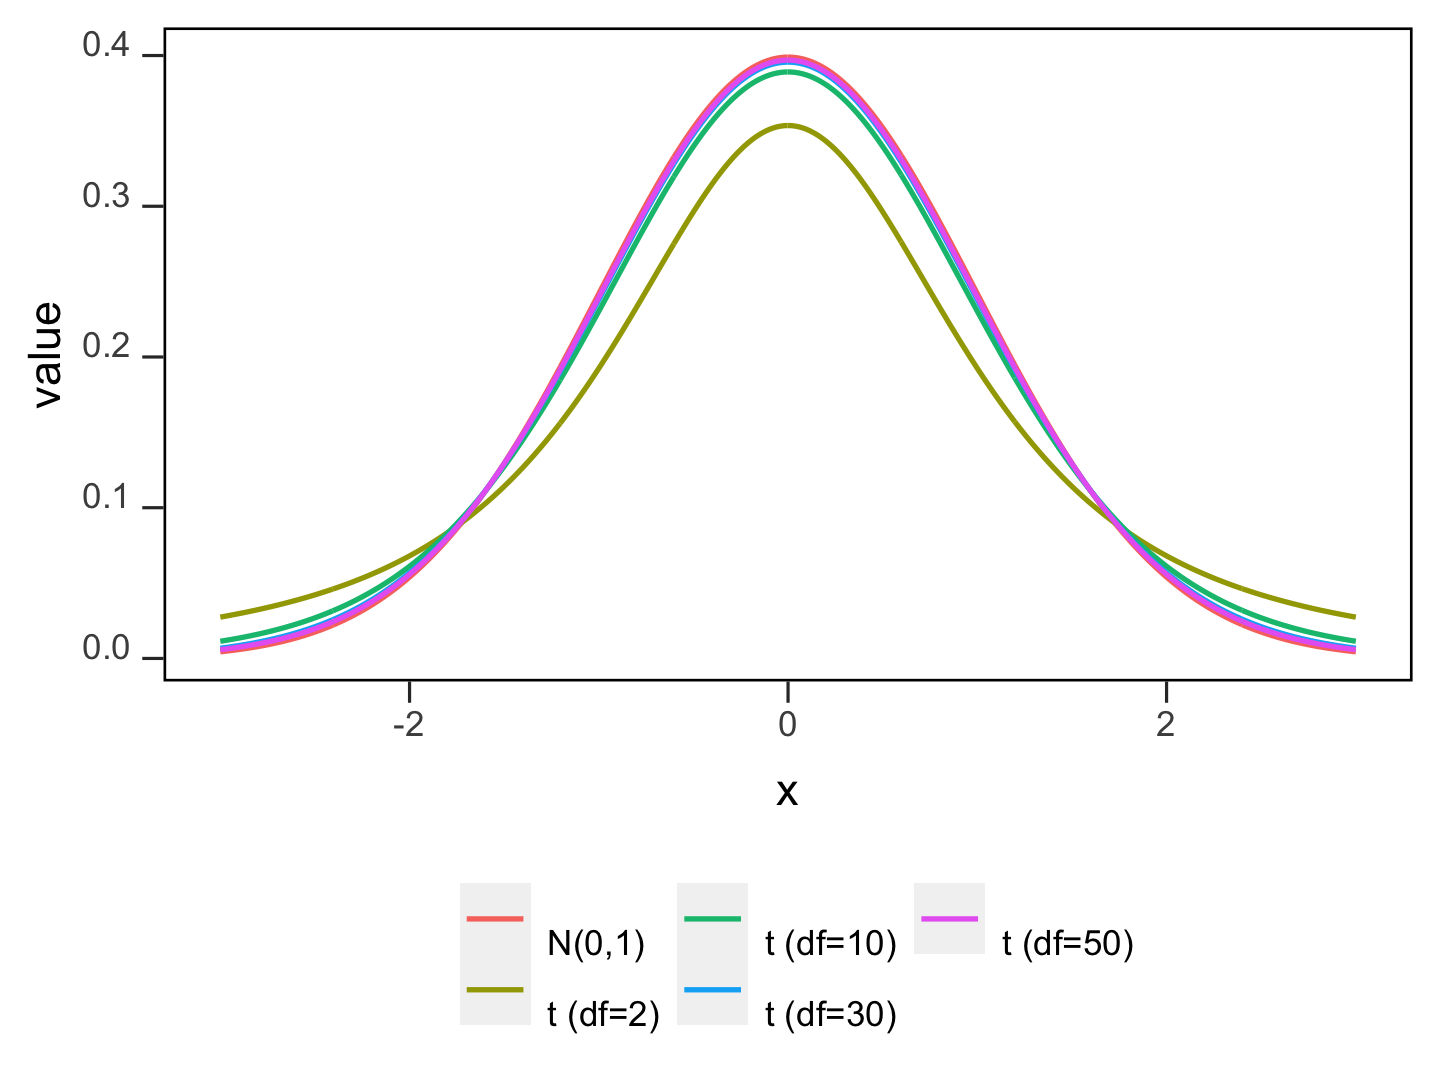 0.4
0.3
0.2
0.1
0.0
value
-2 0 2
x
N(0,1) t (df=10) t (df=50)
t (df=2) t (df=30)